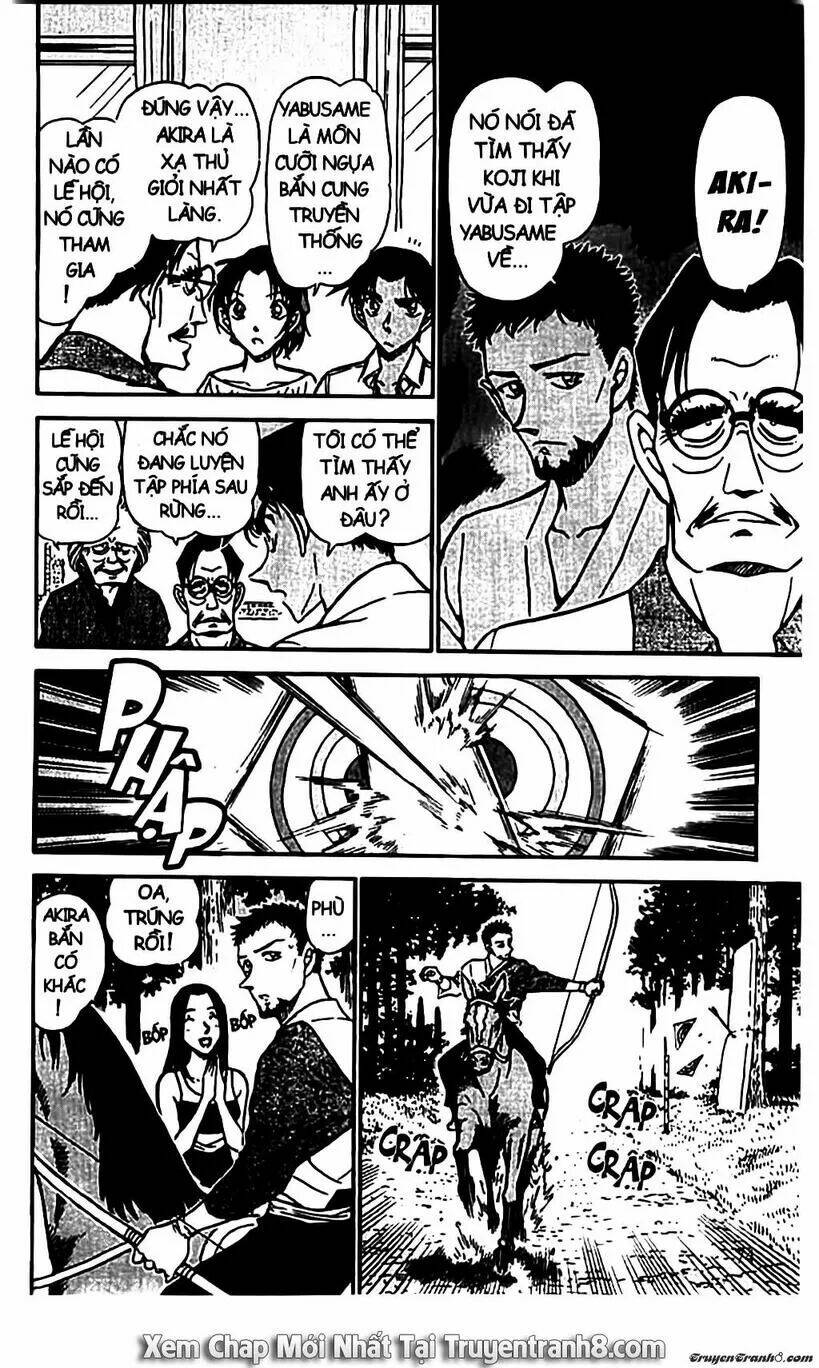 AKI-
RA!
NÓ NÓI ĐÃ
TÌM THẤY
KOJI KHI
VỪA ĐI TẬP
YABUSAME
VỀ...
YABUSAME
LÀ MÔN
CƯỠI NGỰA
BẮN CUNG
TRUYỀN
THỐNG
...
ĐÚNG VẬY...
AKIRA LÀ
XẠ THỦ
GIỎI NHẤT
LÀNG.
LẦN
NÀO CÓ
LỄ HỘI,
NÓ CŨNG
THAM
GIA
!
TÔI CÓ THỂ
TÌM THẤY
ANH ẤY Ở
ĐÂU?
CHẮC NÓ
ĐANG LUYỆN
TẬP PHÍA SAU
RỪNG...
LỄ HỘI
CŨNG
SẮP ĐẾN
RỒI...
PHẬP
CRẬP
CRẬP
CRẬP
PHÙ
...
OA,
TRÚNG
RỒI!
BỐP
BỐP
AKIRA
BẮN
CÓ
KHÁC
!
Xem Chap Mới Nhất Tại Truyentranh8.com
TruyenTranh8.com